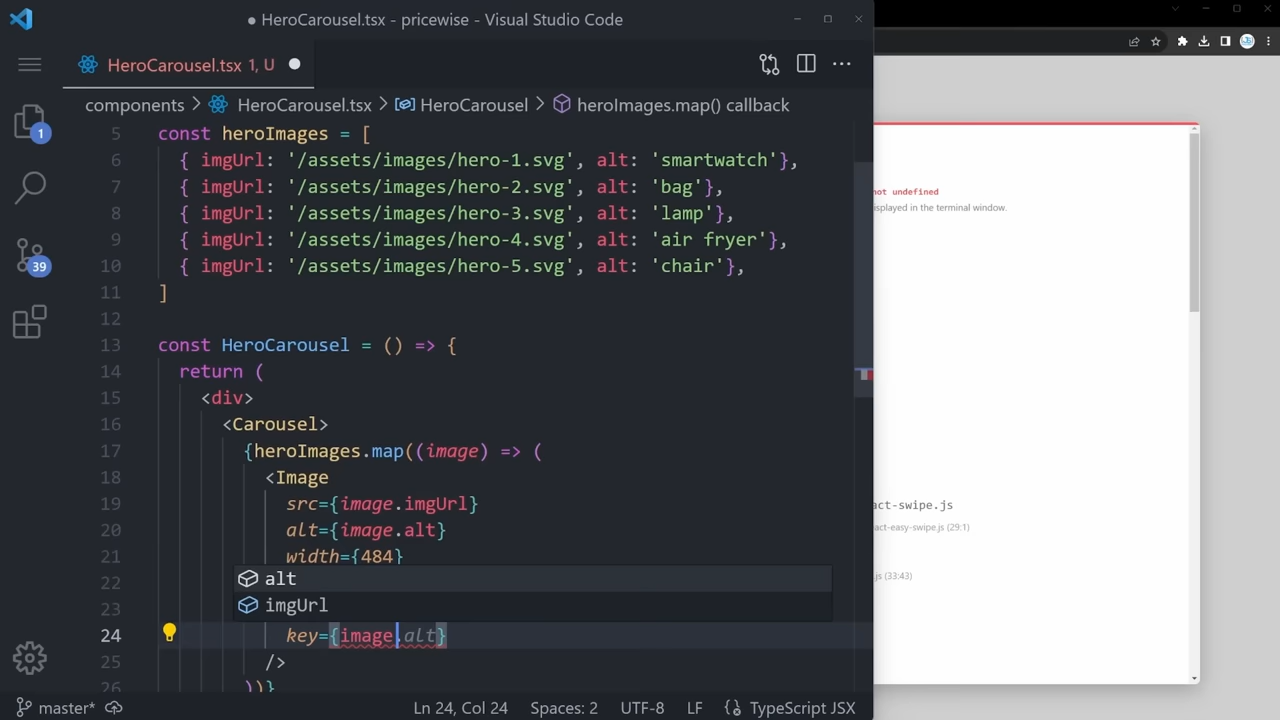 ● HeroCarousel.tsx - pricewise - Visual Studio Code
HeroCarousel.tsx 1, U
components > HeroCarousel.tsx > HeroCarousel > heroImages.map() callback
5 const heroImages = [
6 { imgUrl: '/assets/images/hero-1.svg', alt: 'smartwatch'},
7 { imgUrl: '/assets/images/hero-2.svg', alt: 'bag'},
8 { imgUrl: '/assets/images/hero-3.svg', alt: 'lamp'},
9 { imgUrl: '/assets/images/hero-4.svg', alt: 'air fryer'},
10 { imgUrl: '/assets/images/hero-5.svg', alt: 'chair'},
11 ]
12
13 const HeroCarousel = () => {
14 return (
15 <div>
16 <Carousel>
17 {heroImages.map((image) => (
18 <Image
19 src={image.imgUrl}
20 alt={image.alt}
21 width={484}
22 alt
23 imgUrl
24 key={image.alt}
25 />
26 ))}
1
39
master* Ln 24, Col 24 Spaces: 2 UTF-8 LF {} TypeScript JSX
not undefined
isplayed in the terminal window.
act-swipe.js
act-easy-swipe.js (29:1)
.js (33:43)